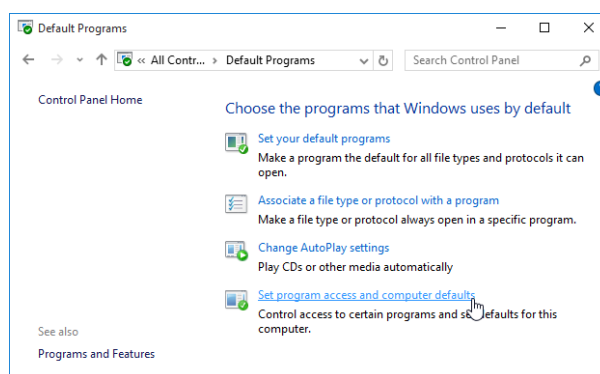 Default Programs
« All Contr... › Default Programs
Search Control Panel
Control Panel Home
Choose the programs that Windows uses by default
Set your default programs
Make a program the default for all file types and protocols it can
open.
Associate a file type or protocol with a program
Make a file type or protocol always open in a specific program.
Change AutoPlay settings
Play CDs or other media automatically
Set program access and computer defaults
Control access to certain programs and set defaults for this
computer.
See also
Programs and Features